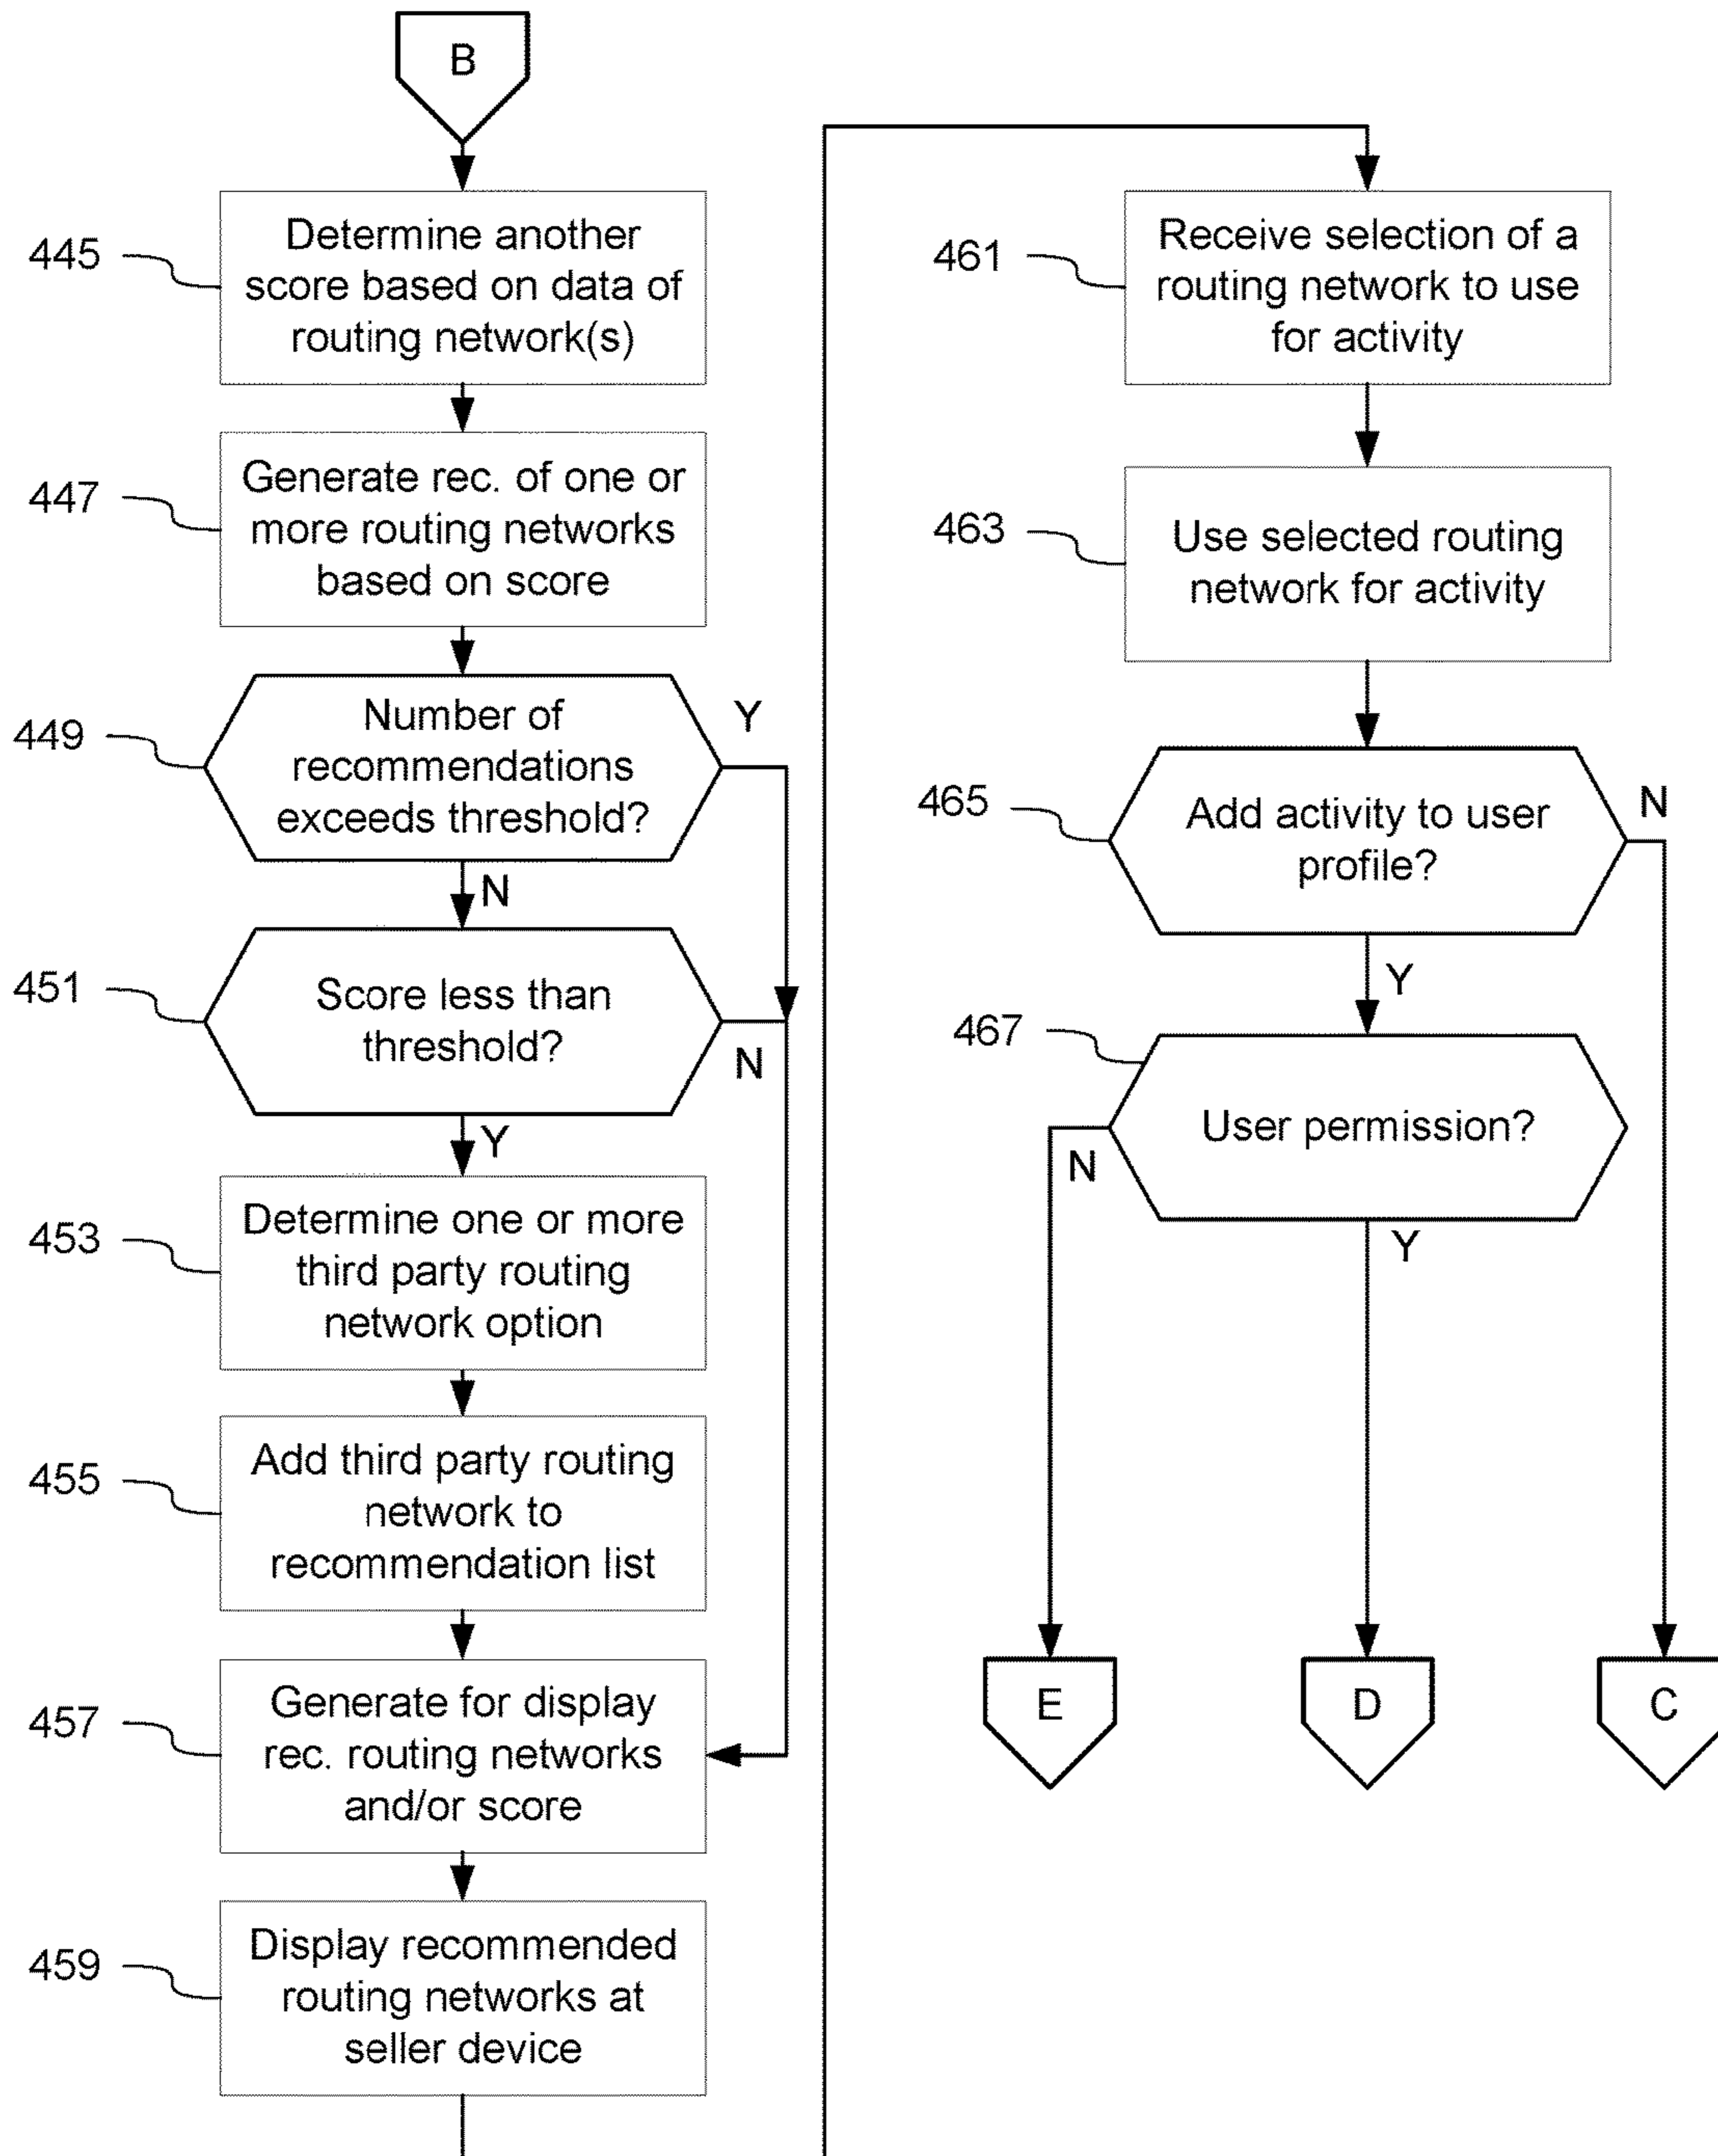 B
445
Determine another
score based on data of
routing network(s)
447
Generate rec. of one or
more routing networks
based on score
449
Number of
recommendations
exceeds threshold?
Y
N
451
Score less than
threshold?
N
Y
453
Determine one or more
third party routing
network option
455
Add third party routing
network to
recommendation list
457
Generate for display
rec. routing networks
and/or score
459
Display recommended
routing networks at
seller device
461
Receive selection of a
routing network to use
for activity
463
Use selected routing
network for activity
465
Add activity to user
profile?
N
Y
467
User permission?
N
Y
E
D
C